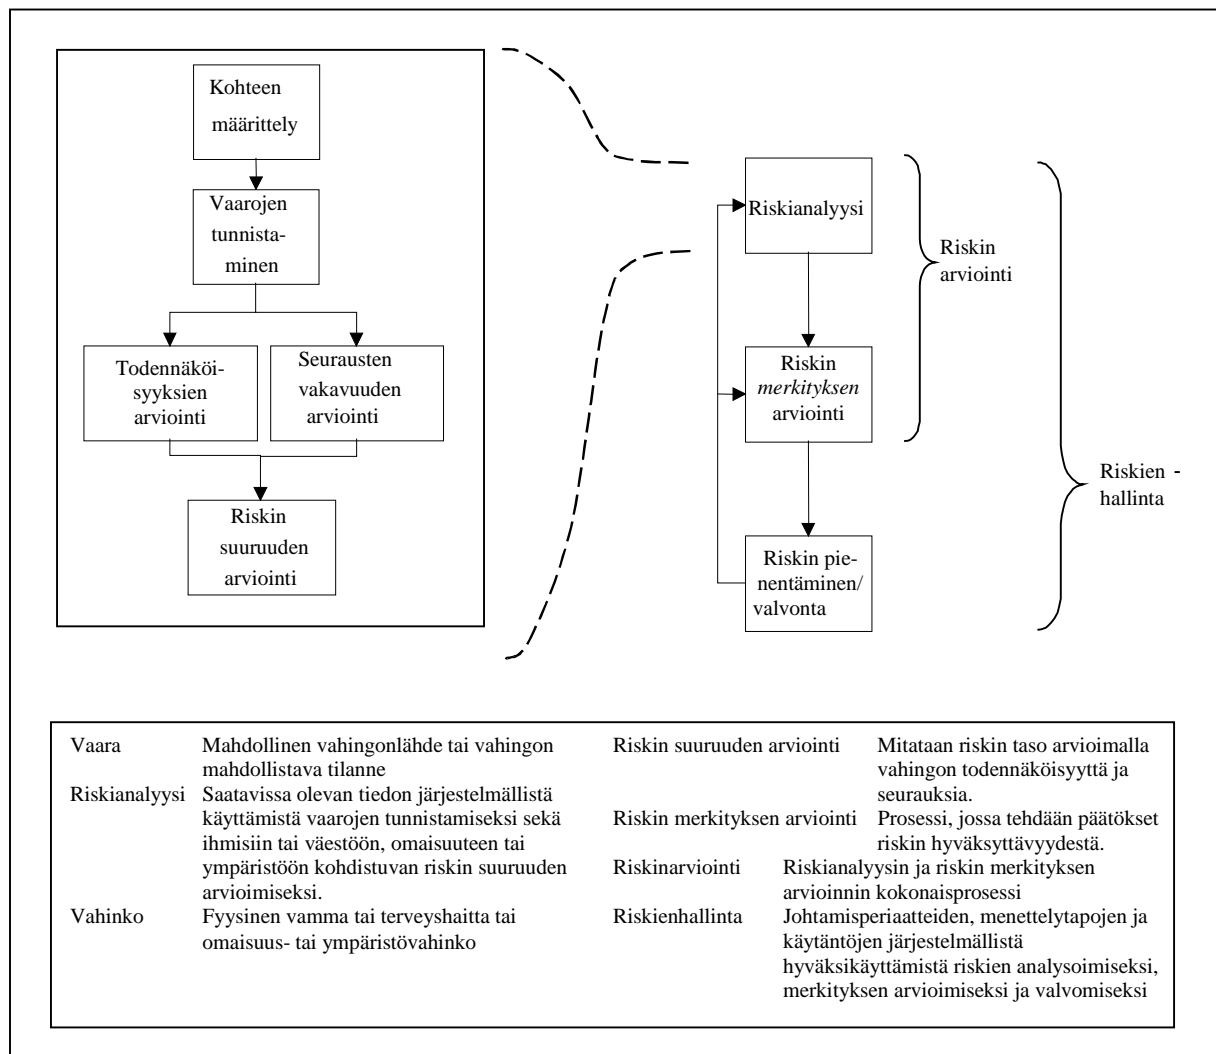 Kohteen
määrittely
Vaarojen
tunnista-
minen
Todennäköi-
syyksien
arviointi
Seurausten
vakavuuden
arviointi
Riskin
suuruuden
arviointi
Riskianalyysi
Riskin
merkityksen
arviointi
Riskin pie-
nentäminen/
valvonta
Riskin
arviointi
Riskien -
hallinta
Vaara Mahdollinen vahingonlähde tai vahingon
mahdollistava tilanne
Riskianalyysi Saatavissa olevan tiedon järjestelmällistä
käyttämistä vaarojen tunnistamiseksi sekä
ihmisiin tai väestöön, omaisuuteen tai
ympäristöön kohdistuvan riskin suuruuden
arvioimiseksi.
Vahinko Fyysinen vamma tai terveyshaitta tai
omaisuus- tai ympäristövahinko
Riskin suuruuden arviointi Mitataan riskin taso arvioimalla
vahingon todennäköisyyttä ja
seurauksia.
Riskin merkityksen arviointi Prosessi, jossa tehdään päätökset
riskin hyväksyttävyydestä.
Riskinarviointi Riskianalyysin ja riskin merkityksen
arvioinnin kokonaisprosessi
Riskienhallinta Johtamisperiaatteiden, menettelytapojen ja
käytäntöjen järjestelmällistä
hyväksikäyttämistä riskien analysoimiseksi,
merkityksen arvioimiseksi ja valvomiseksi